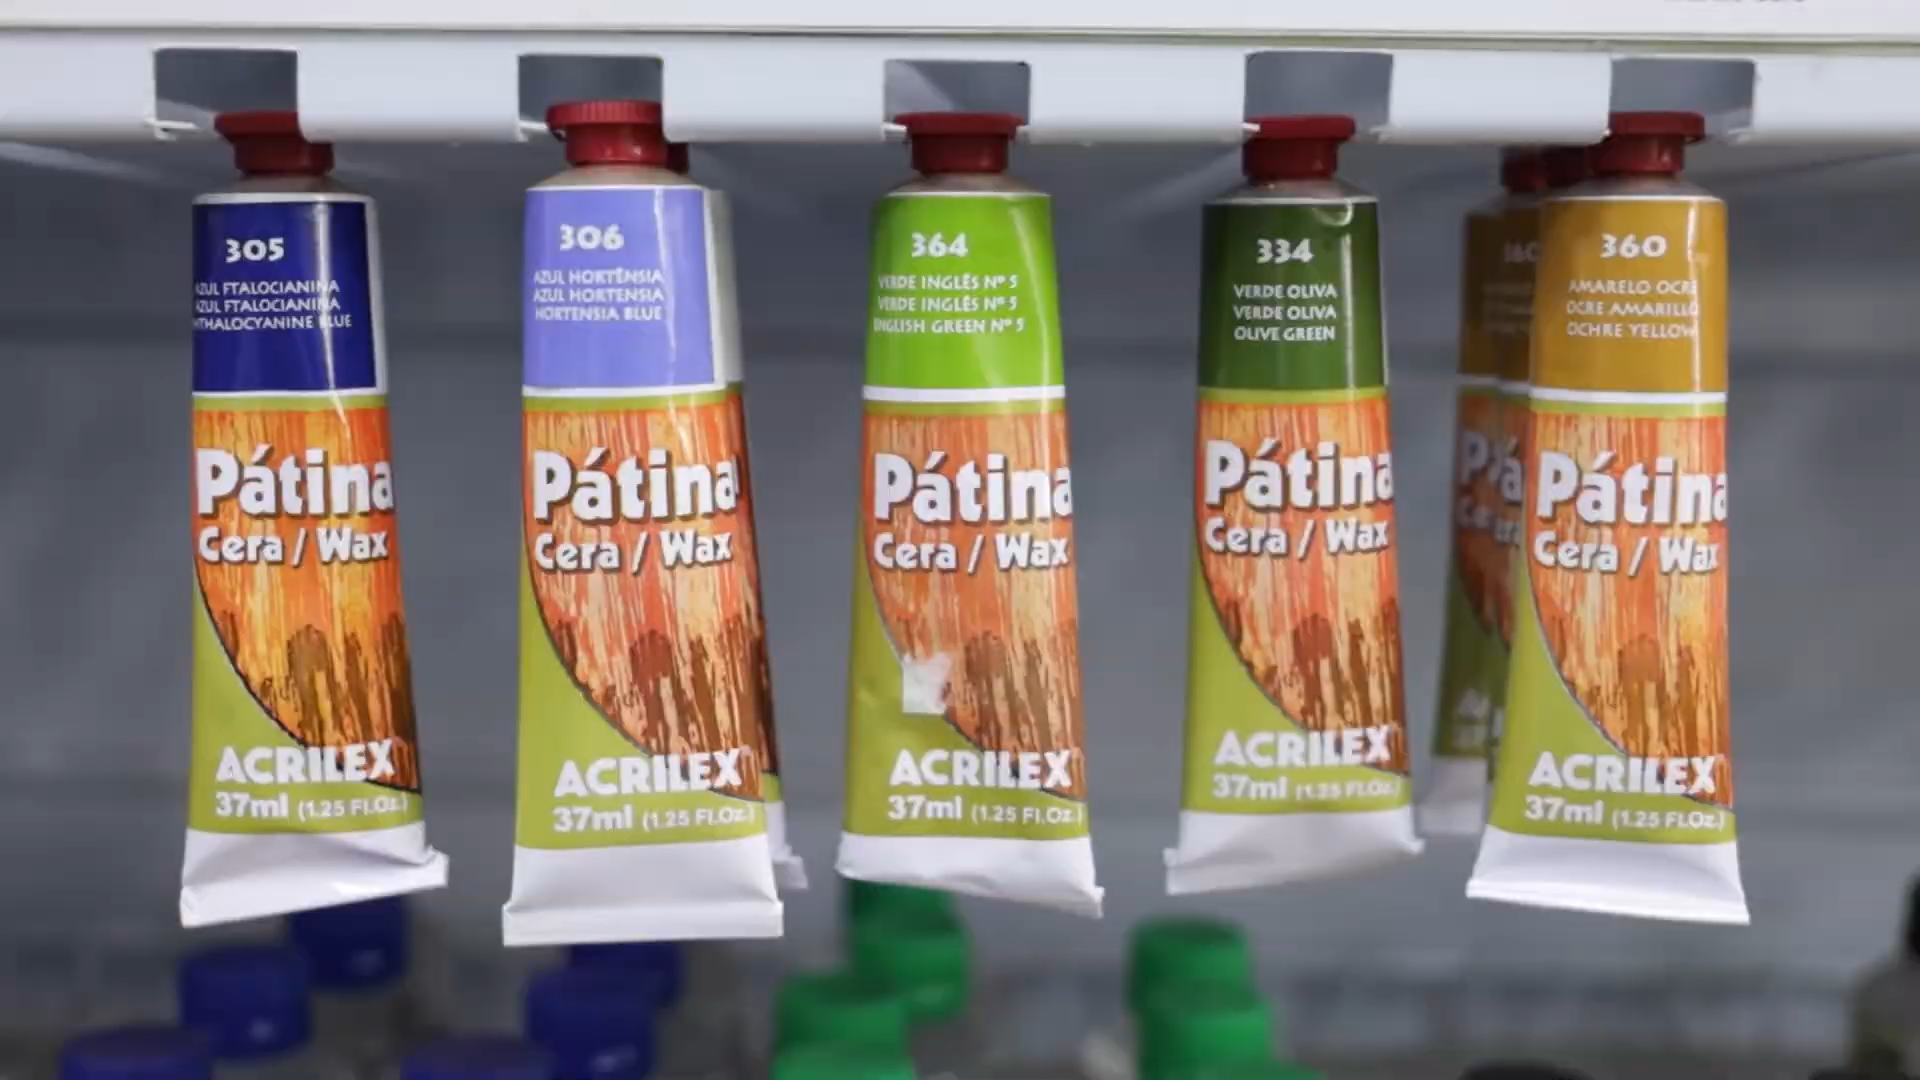 305
AZUL FTALOCIANINA
AZUL FTALOCIANINA
HTHALOCYANINE BLUE
Pátina
Cera / Wax
ACRILEX
37ml (1.25 Fl.Oz.)
306
AZUL HORTÊNSIA
AZUL HORTENSIA
HORTENSIA BLUE
Pátina
Cera / Wax
ACRILEX
37ml (1.25 Fl.Oz.)
364
VERDE INGLÊS Nº 5
VERDE INGLÉS Nº 5
ENGLISH GREEN Nº 5
Pátina
Cera / Wax
ACRILEX
37ml (1.25 Fl.Oz.)
334
VERDE OLIVA
VERDE OLIVA
OLIVE GREEN
Pátina
Cera / Wax
ACRILEX
37ml (1.25 Fl.Oz.)
360
AMARELO OCRE
OCRE AMARILLO
OCHRE YELLOW
Pátina
Cera / Wax
ACRILEX
37ml (1.25 Fl.Oz.)